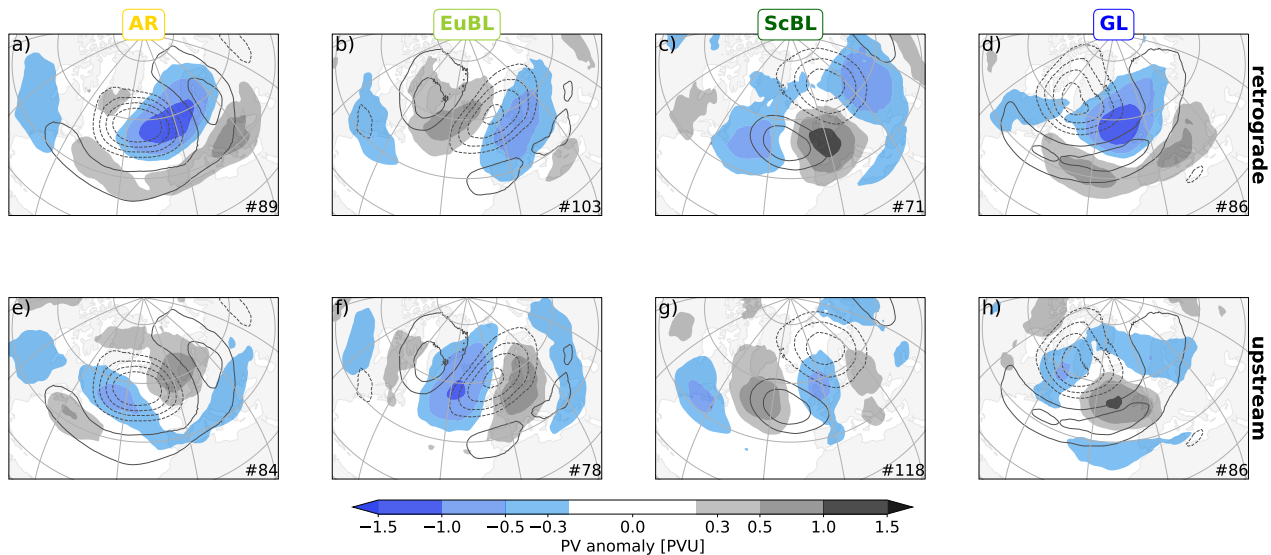 AR
EuBL
ScBL
GL
a)
b)
c)
d)
retrograde
#89
#103
#71
#86
e)
f)
g)
h)
upstream
#84
#78
#118
#86
−1.5
−1.0
−0.5
−0.3
0.0
0.3
0.5
1.0
1.5
PV anomaly [PVU]